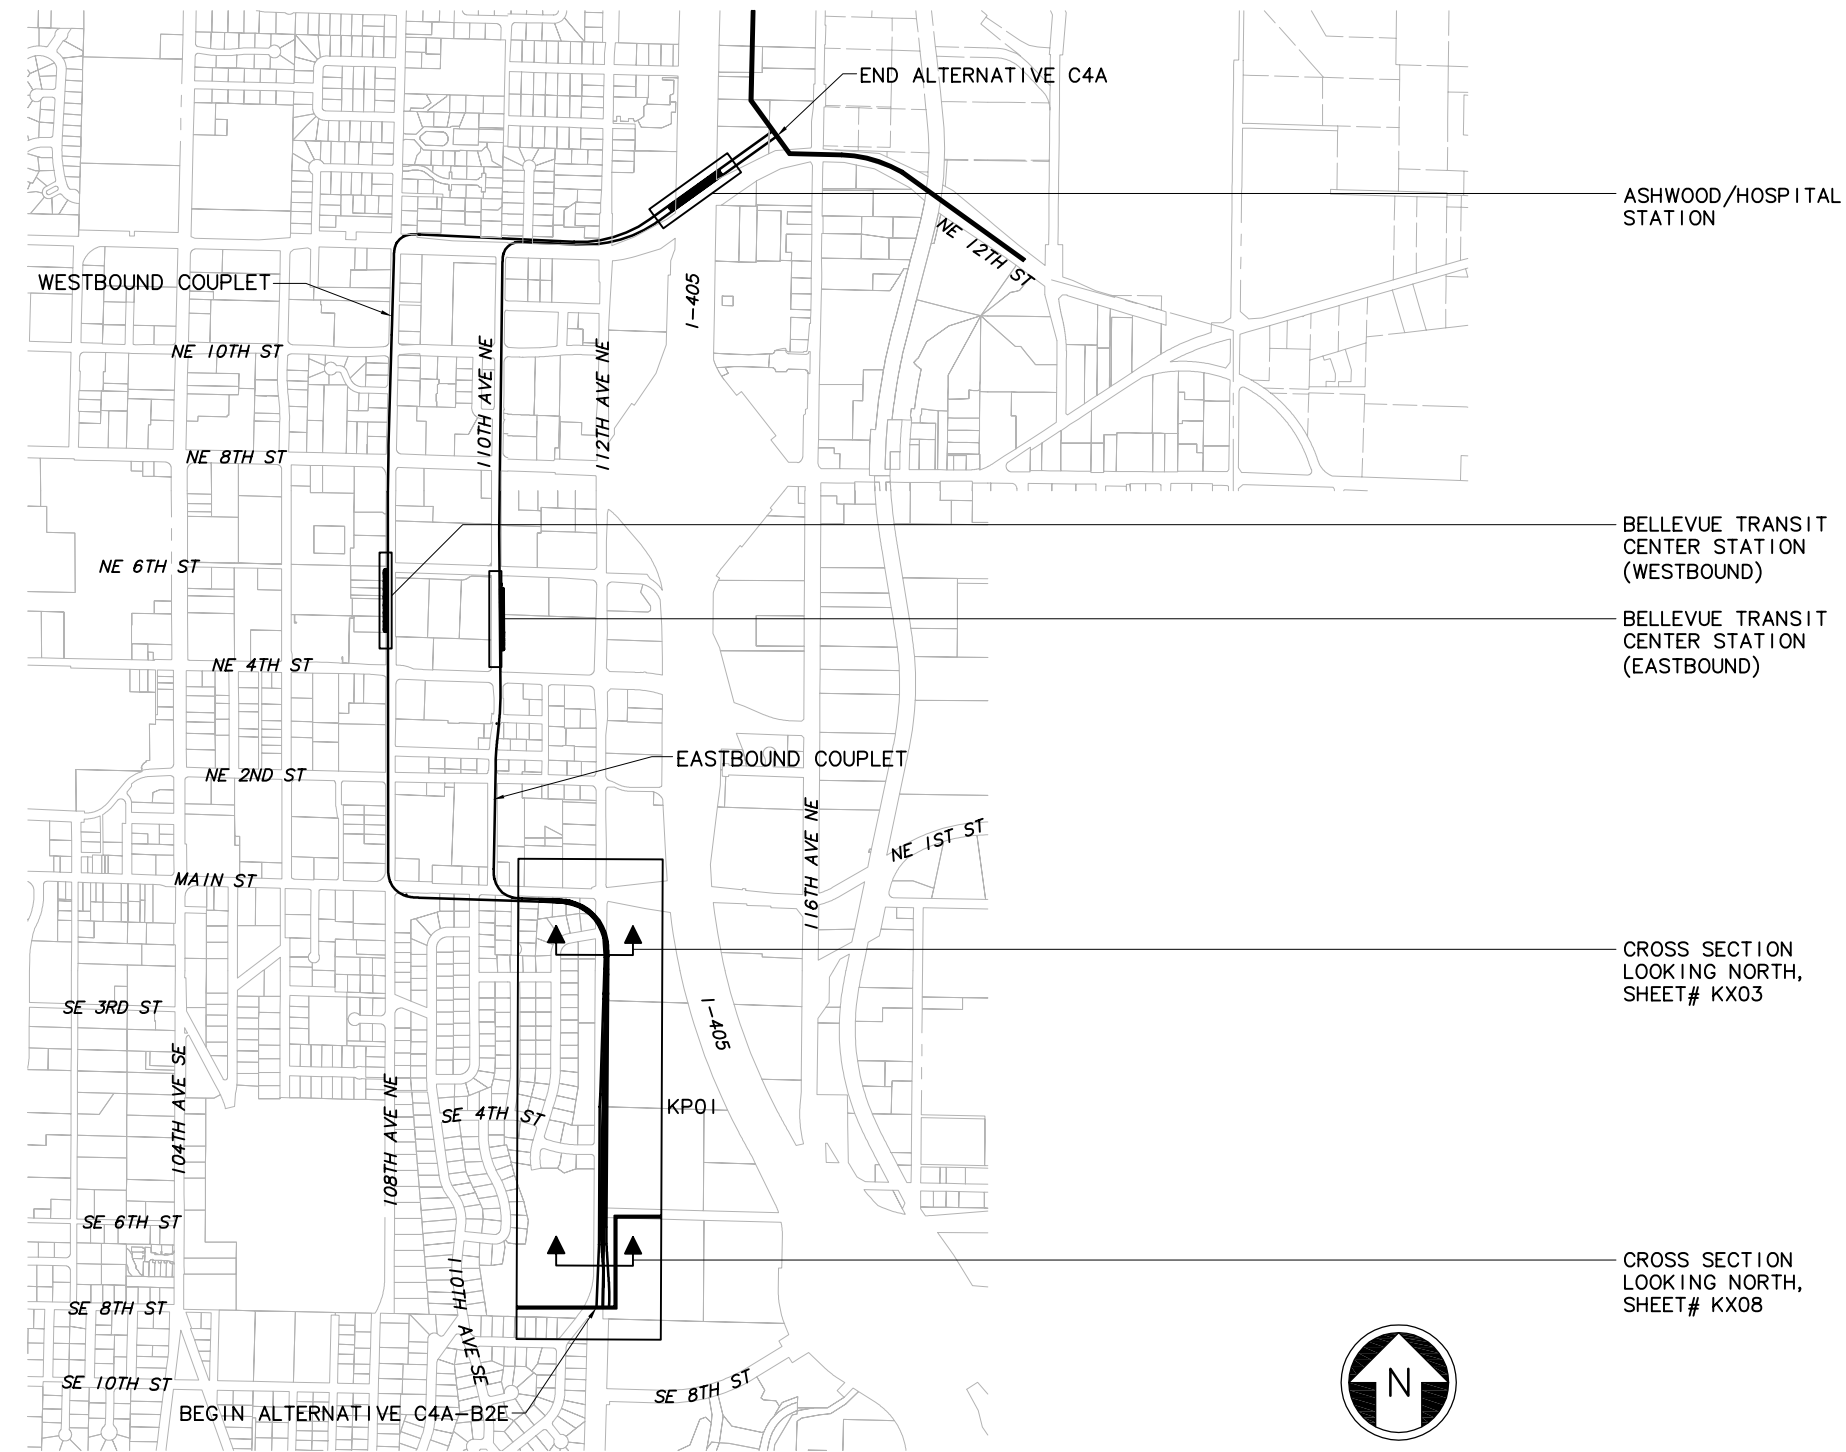 END ALTERNATIVE C4A
ASHWOOD/HOSPITAL
STATION
NE 12TH ST
WESTBOUND COUPLET
I-405
NE 10TH ST
110TH AVE NE
112TH AVE NE
NE 8TH ST
BELLEVUE TRANSIT
CENTER STATION
(WESTBOUND)
NE 6TH ST
BELLEVUE TRANSIT
CENTER STATION
(EASTBOUND)
NE 4TH ST
EASTBOUND COUPLET
NE 2ND ST
116TH AVE NE
NE 1ST ST
MAIN ST
CROSS SECTION
LOOKING NORTH,
SHEET# KX03
SE 3RD ST
I-405
104TH AVE SE
108TH AVE NE
SE 4TH ST
KP01
SE 6TH ST
CROSS SECTION
LOOKING NORTH,
SHEET# KX08
110TH AVE SE
SE 8TH ST
SE 10TH ST
SE 8TH ST
BEGIN ALTERNATIVE C4A-B2E
N